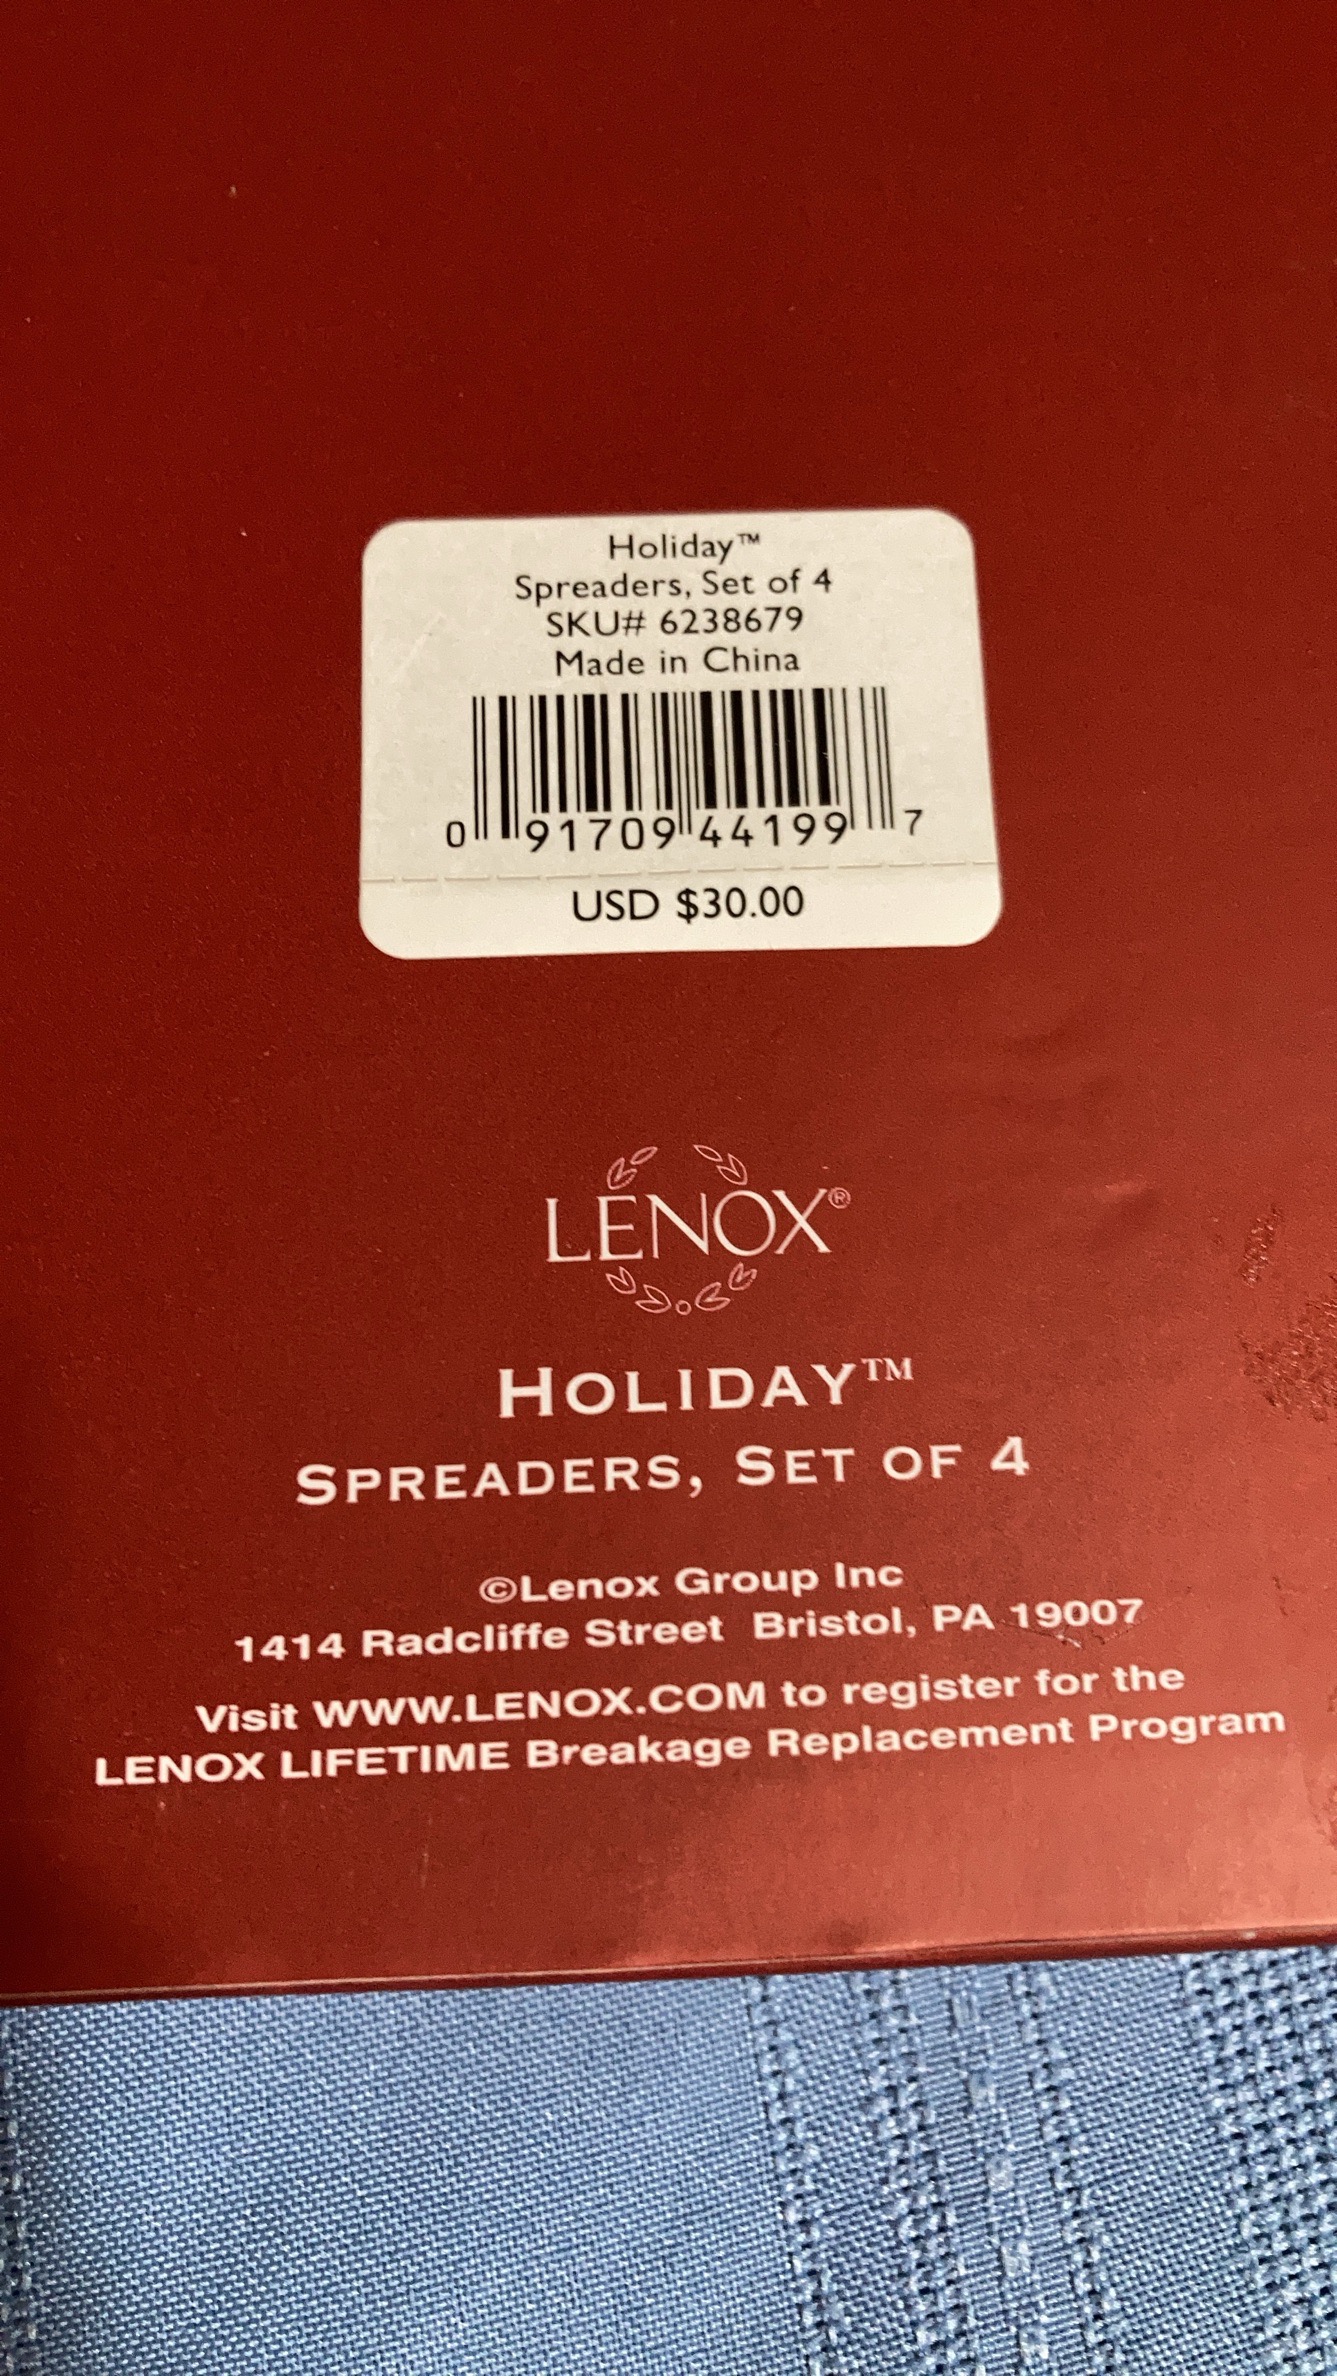 Holiday™
Spreaders, Set of 4
SKU# 6238679
Made in China
0 91709 44199 7
USD $30.00
LENOX®
HOLIDAY™
SPREADERS, SET OF 4
©Lenox Group Inc
1414 Radcliffe Street Bristol, PA 19007
Visit WWW.LENOX.COM to register for the
LENOX LIFETIME Breakage Replacement Program